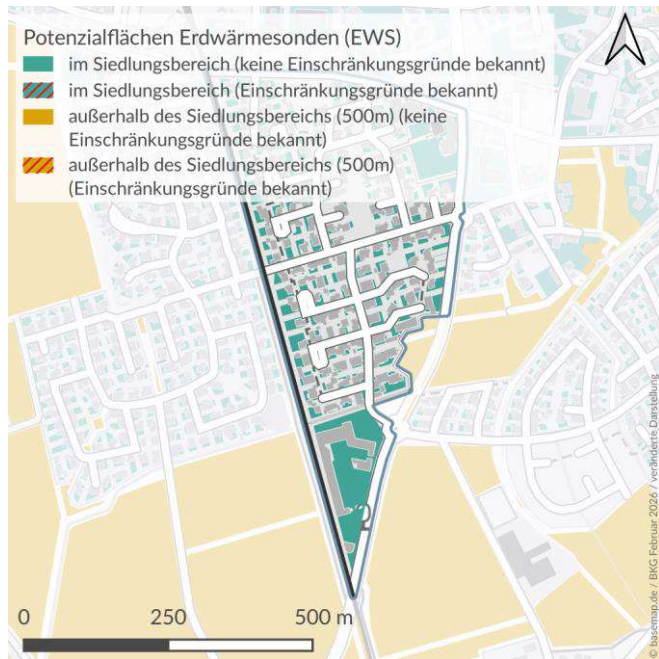 Potenzialflächen Erdwärmesonden (EWS)
im Siedlungsbereich (keine Einschränkungsgründe bekannt)
im Siedlungsbereich (Einschränkungsgründe bekannt)
außerhalb des Siedlungsbereichs (500m) (keine
Einschränkungsgründe bekannt)
außerhalb des Siedlungsbereichs (500m)
(Einschränkungsgründe bekannt)
0 250 500 m
© basemap.de / BKG Februar 2026 / veränderte Darstellung